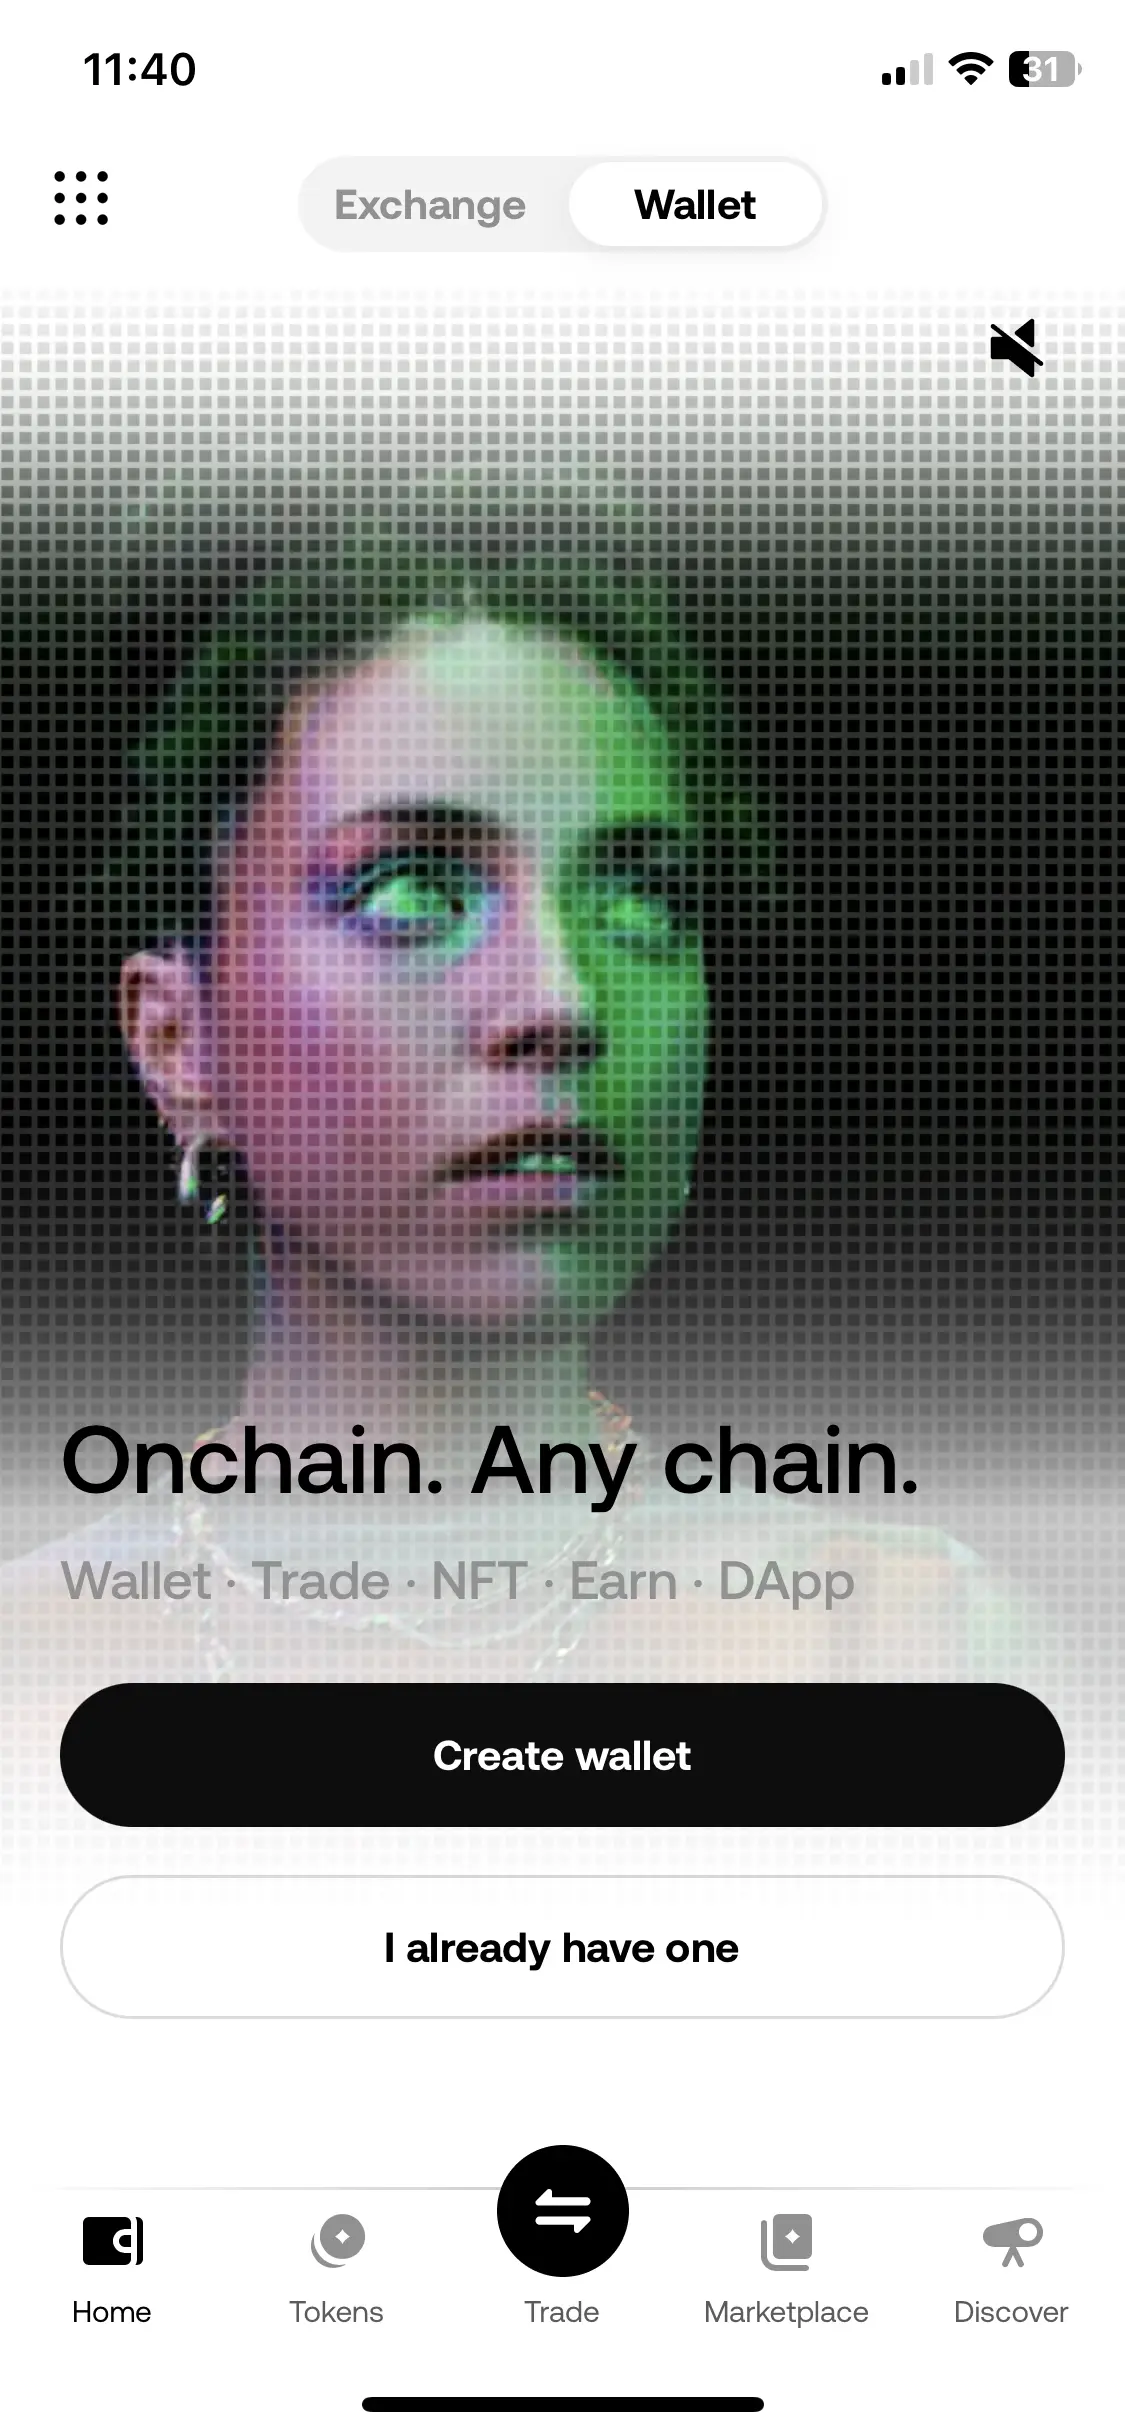 11:40
31
Exchange
Wallet
Onchain. Any chain.
Wallet · Trade · NFT · Earn · DApp
Create wallet
I already have one
Home
Tokens
Trade
Marketplace
Discover